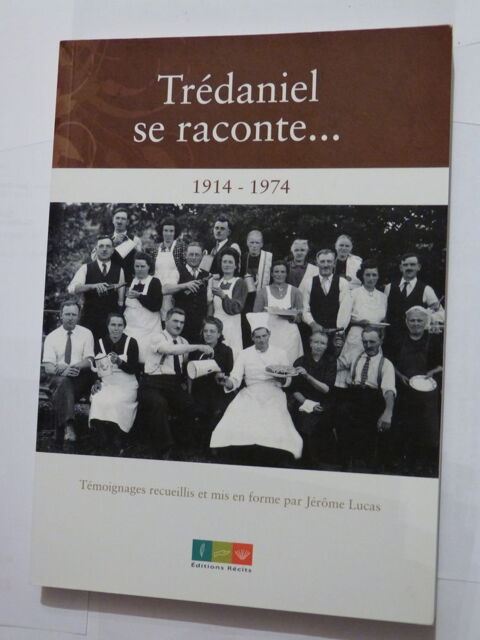 Trédaniel
se raconte...
1914 - 1974
Témoignages recueillis et mis en forme par Jérôme Lucas
Éditions Récits